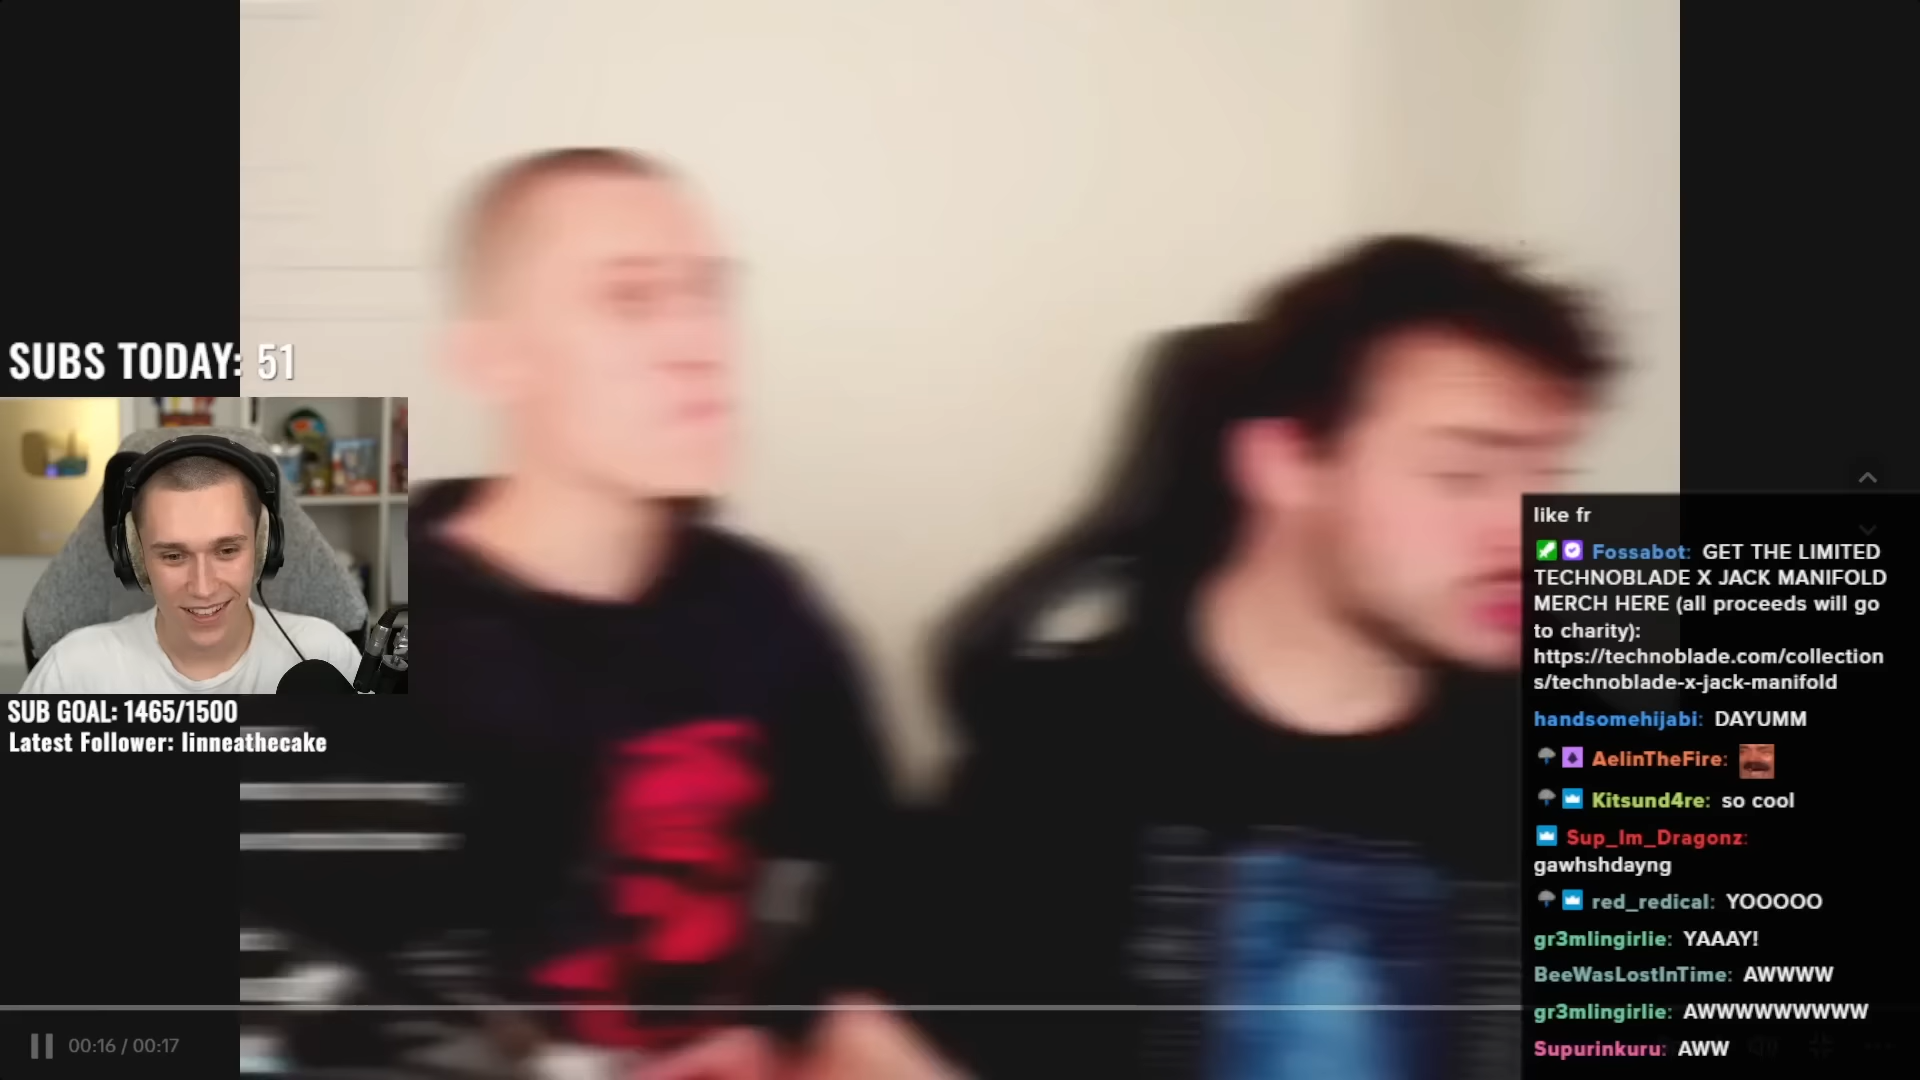 SUBS TODAY: 51
SUB GOAL: 1465/1500
Latest Follower: linneathecake
00:16 / 00:17
like fr
Fossabot: GET THE LIMITED
TECHNOBLADE X JACK MANIFOLD
MERCH HERE (all proceeds will go
to charity):
https://technoblade.com/collection
s/technoblade-x-jack-manifold
handsomehijabi: DAYUMM
AelinTheFire:
Kitsund4re: so cool
Sup_Im_Dragonz:
gawhshdayng
red_redical: YOOOOO
gr3mlingirlie: YAAAY!
BeeWasLostInTime: AWWWW
gr3mlingirlie: AWWWWWWWWW
Supurinkuru: AWW